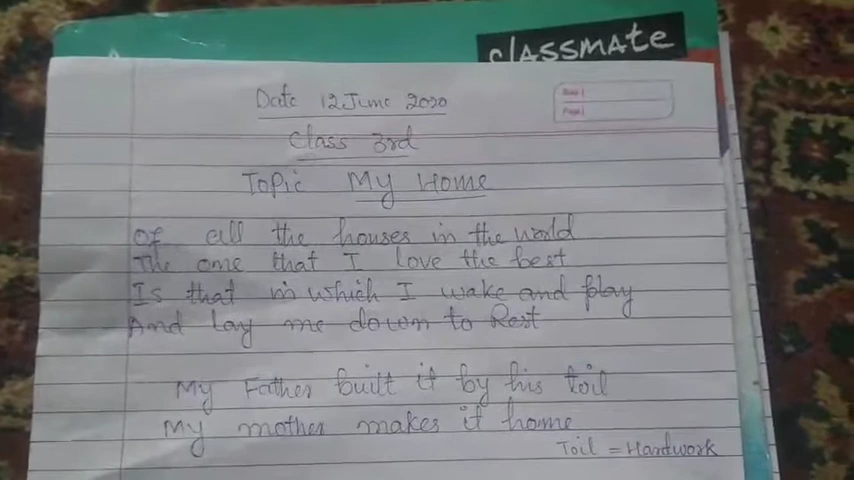 classmate
Date 12 June 2020
Class 3rd
Topic My Home
Of all the houses in the world
The one that I love the best
Is that in which I wake and play
And lay me down to Rest
My Father built it by his toil
My mother makes it home
Toil = Hardwork
Date
Page